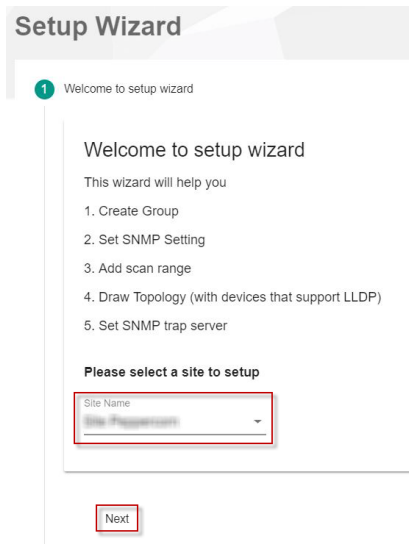 Setup Wizard
1 Welcome to setup wizard
Welcome to setup wizard
This wizard will help you
1. Create Group
2. Set SNMP Setting
3. Add scan range
4. Draw Topology (with devices that support LLDP)
5. Set SNMP trap server
Please select a site to setup
Site Name
Next